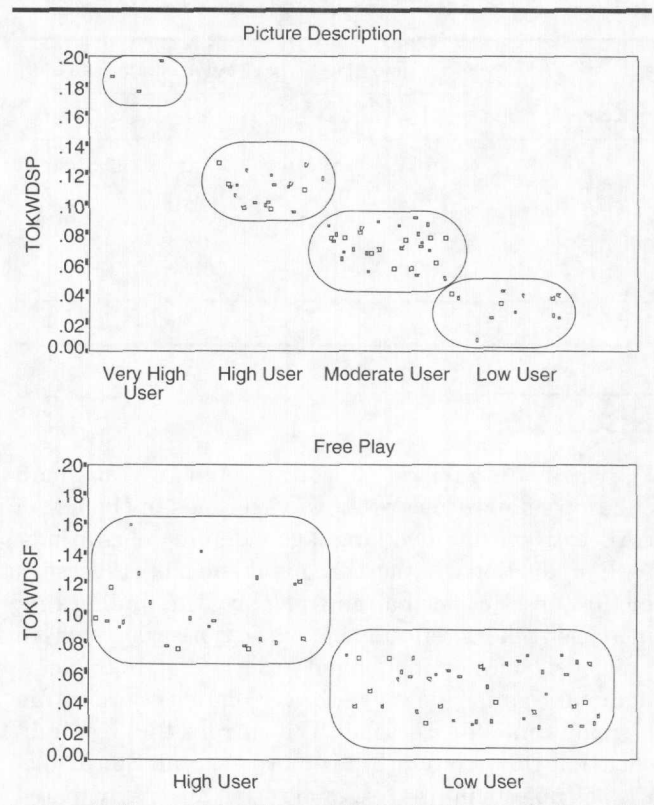 Picture Description
.20
.18
.16
.14
.12
.10
.08
.06
.04
.02
0.00
TOKWDSP
Very High User
High User
Moderate User
Low User
Free Play
.20
.18
.16
.14
.12
.10
.08
.06
.04
.02
0.00
TOKWDSF
High User
Low User